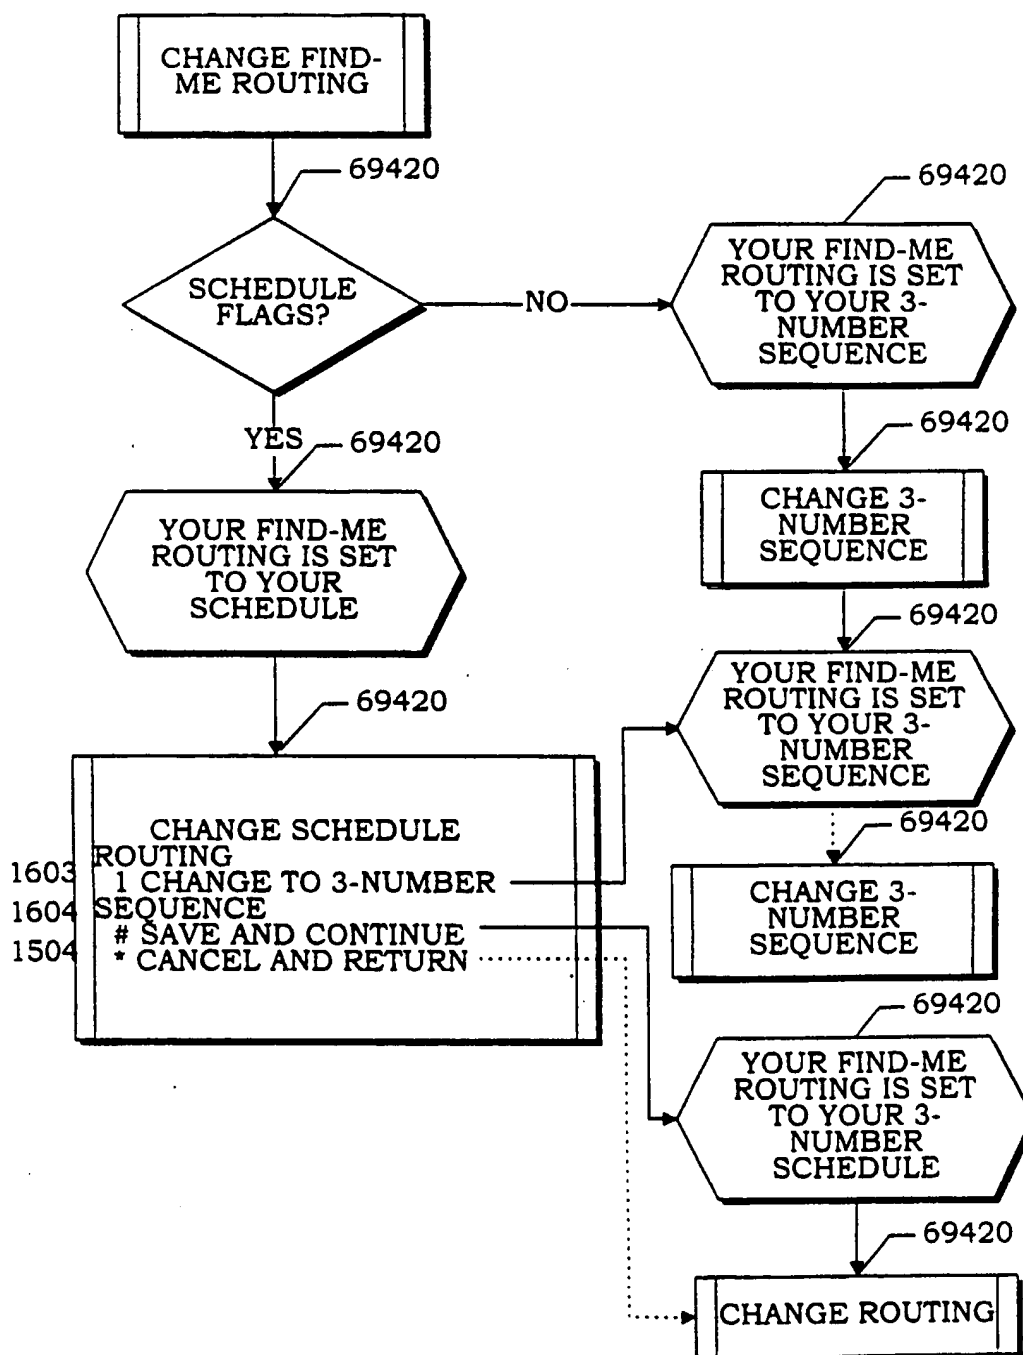 CHANGE FIND-
ME ROUTING
69420
SCHEDULE
FLAGS?
NO
69420
YOUR FIND-ME
ROUTING IS SET
TO YOUR 3-
NUMBER
SEQUENCE
YES
69420
YOUR FIND-ME
ROUTING IS SET
TO YOUR
SCHEDULE
69420
CHANGE 3-
NUMBER
SEQUENCE
69420
YOUR FIND-ME
ROUTING IS SET
TO YOUR 3-
NUMBER
SEQUENCE
69420
CHANGE SCHEDULE
ROUTING
1603 1 CHANGE TO 3-NUMBER
1604 SEQUENCE
# SAVE AND CONTINUE
1504 * CANCEL AND RETURN
69420
CHANGE 3-
NUMBER
SEQUENCE
69420
YOUR FIND-ME
ROUTING IS SET
TO YOUR 3-
NUMBER
SCHEDULE
69420
CHANGE ROUTING